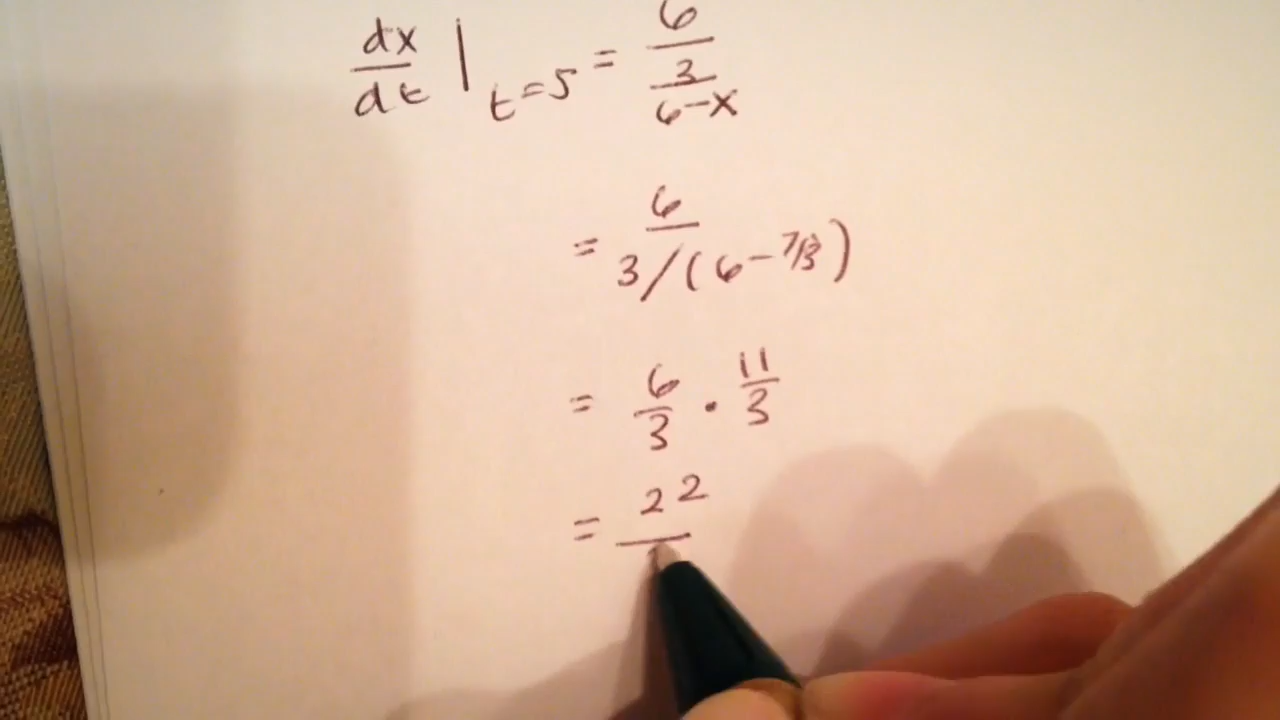 dx/dt |t=5 = 6/(3/(6-x))
= 6/(3/(6-7/3))
= 6/3 · 11/3
= 22/